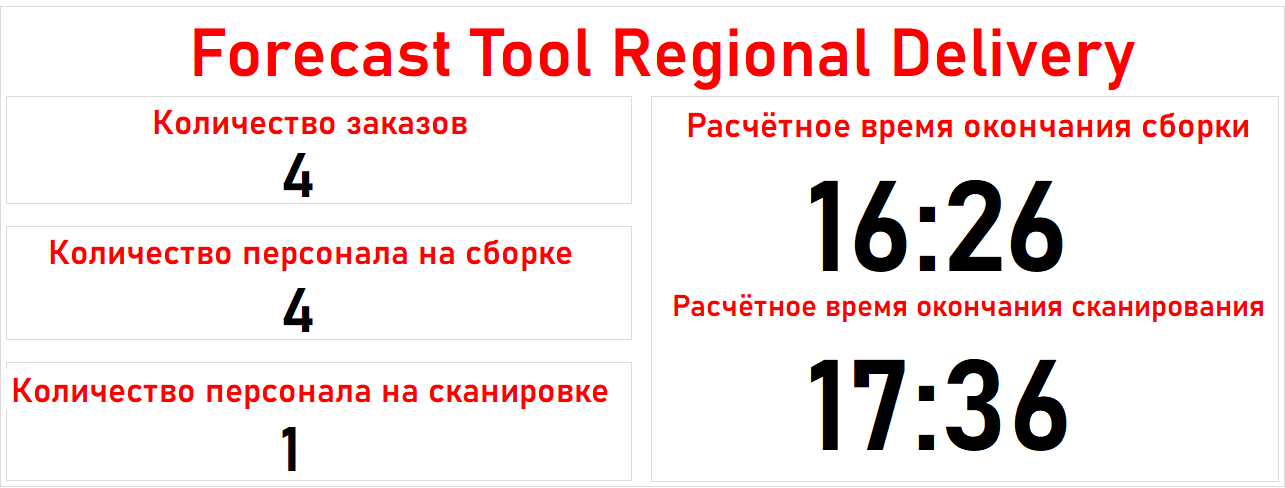 Forecast Tool Regional Delivery
Количество заказов
4
Количество персонала на сборке
4
Количество персонала на сканировке
1
Расчётное время окончания сборки
16:26
Расчётное время окончания сканирования
17:36